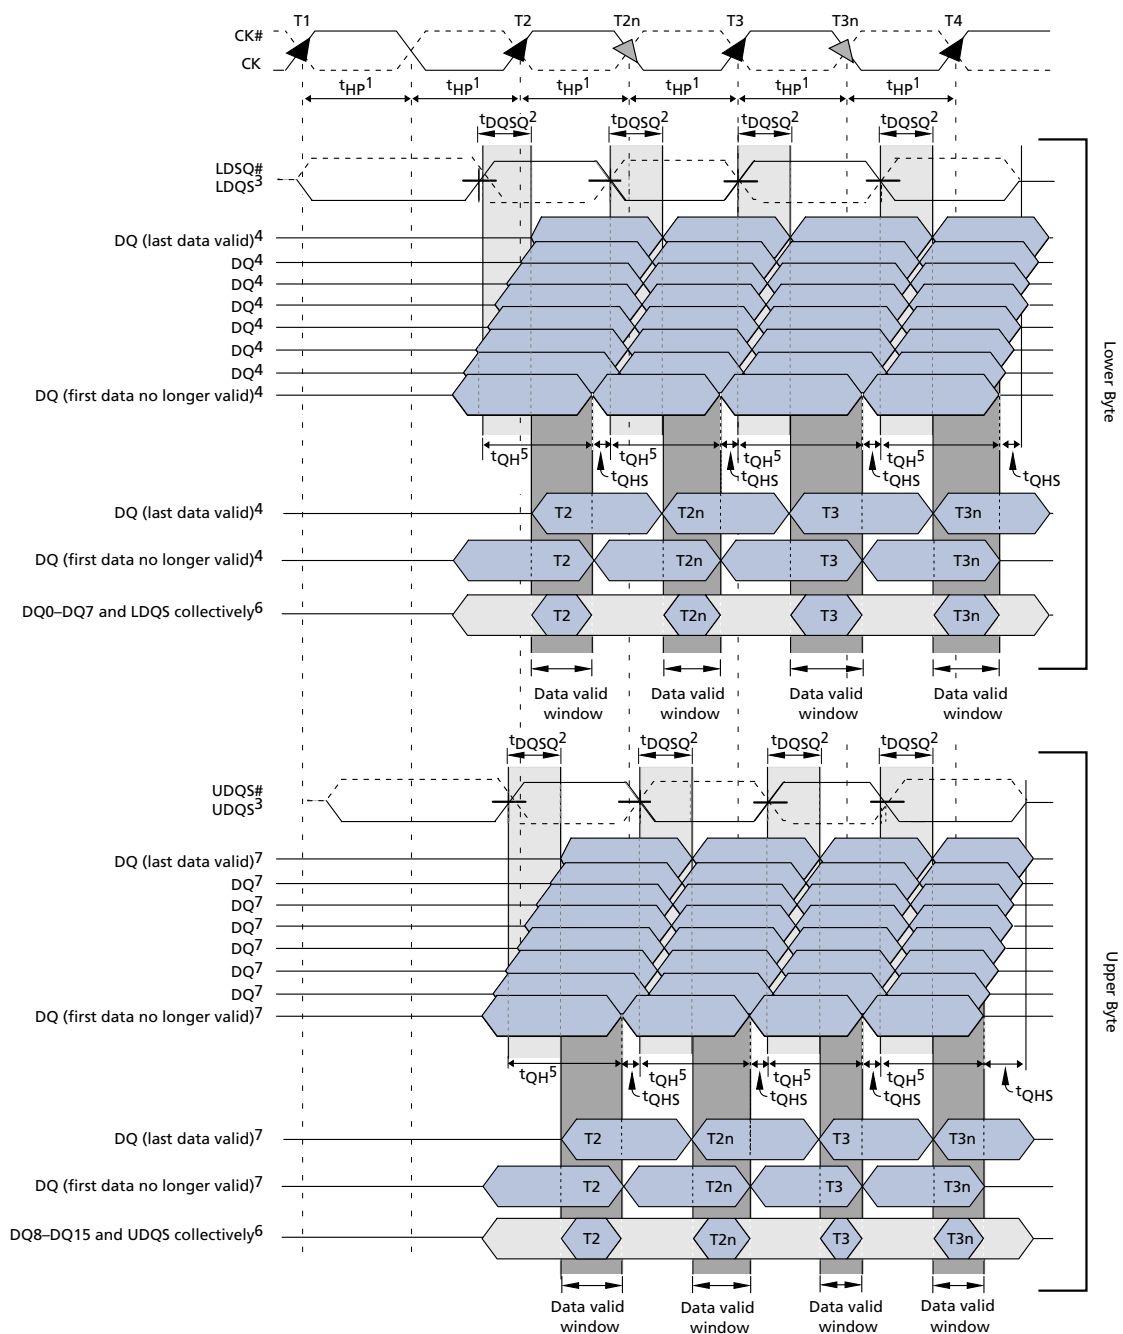 T1 T2 T2n T3 T3n T4
CK#
CK
tHP1 tHP1 tHP1 tHP1 tHP1 tHP1
tDQSQ2 tDQSQ2 tDQSQ2 tDQSQ2
LDSQ#
LDQS3
DQ (last data valid)4
DQ4
DQ4
DQ4
DQ4
DQ4
DQ4
DQ (first data no longer valid)4
Lower Byte
tQH5 tQH5 tQH5 tQH5
tQHS tQHS tQHS tQHS
DQ (last data valid)4 T2 T2n T3 T3n
DQ (first data no longer valid)4 T2 T2n T3 T3n
DQ0–DQ7 and LDQS collectively6 T2 T2n T3 T3n
Data valid Data valid Data valid Data valid
window window window window
tDQSQ2 tDQSQ2 tDQSQ2 tDQSQ2
UDQS#
UDQS3
DQ (last data valid)7
DQ7
DQ7
DQ7
DQ7
DQ7
DQ7
DQ (first data no longer valid)7
Upper Byte
tQH5 tQH5 tQH5 tQH5
tQHS tQHS tQHS tQHS
DQ (last data valid)7 T2 T2n T3 T3n
DQ (first data no longer valid)7 T2 T2n T3 T3n
DQ8–DQ15 and UDQS collectively6 T2 T2n T3 T3n
Data valid Data valid Data valid Data valid
window window window window